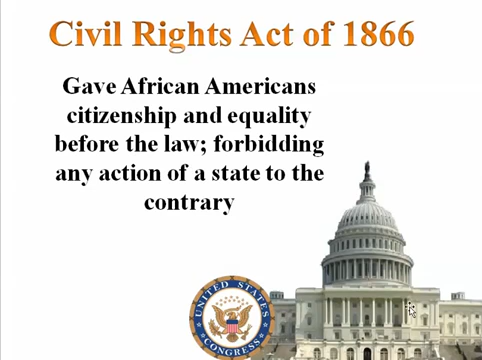 Civil Rights Act of 1866
Gave African Americans
citizenship and equality
before the law; forbidding
any action of a state to the
contrary
UNITED STATES
CONGRESS